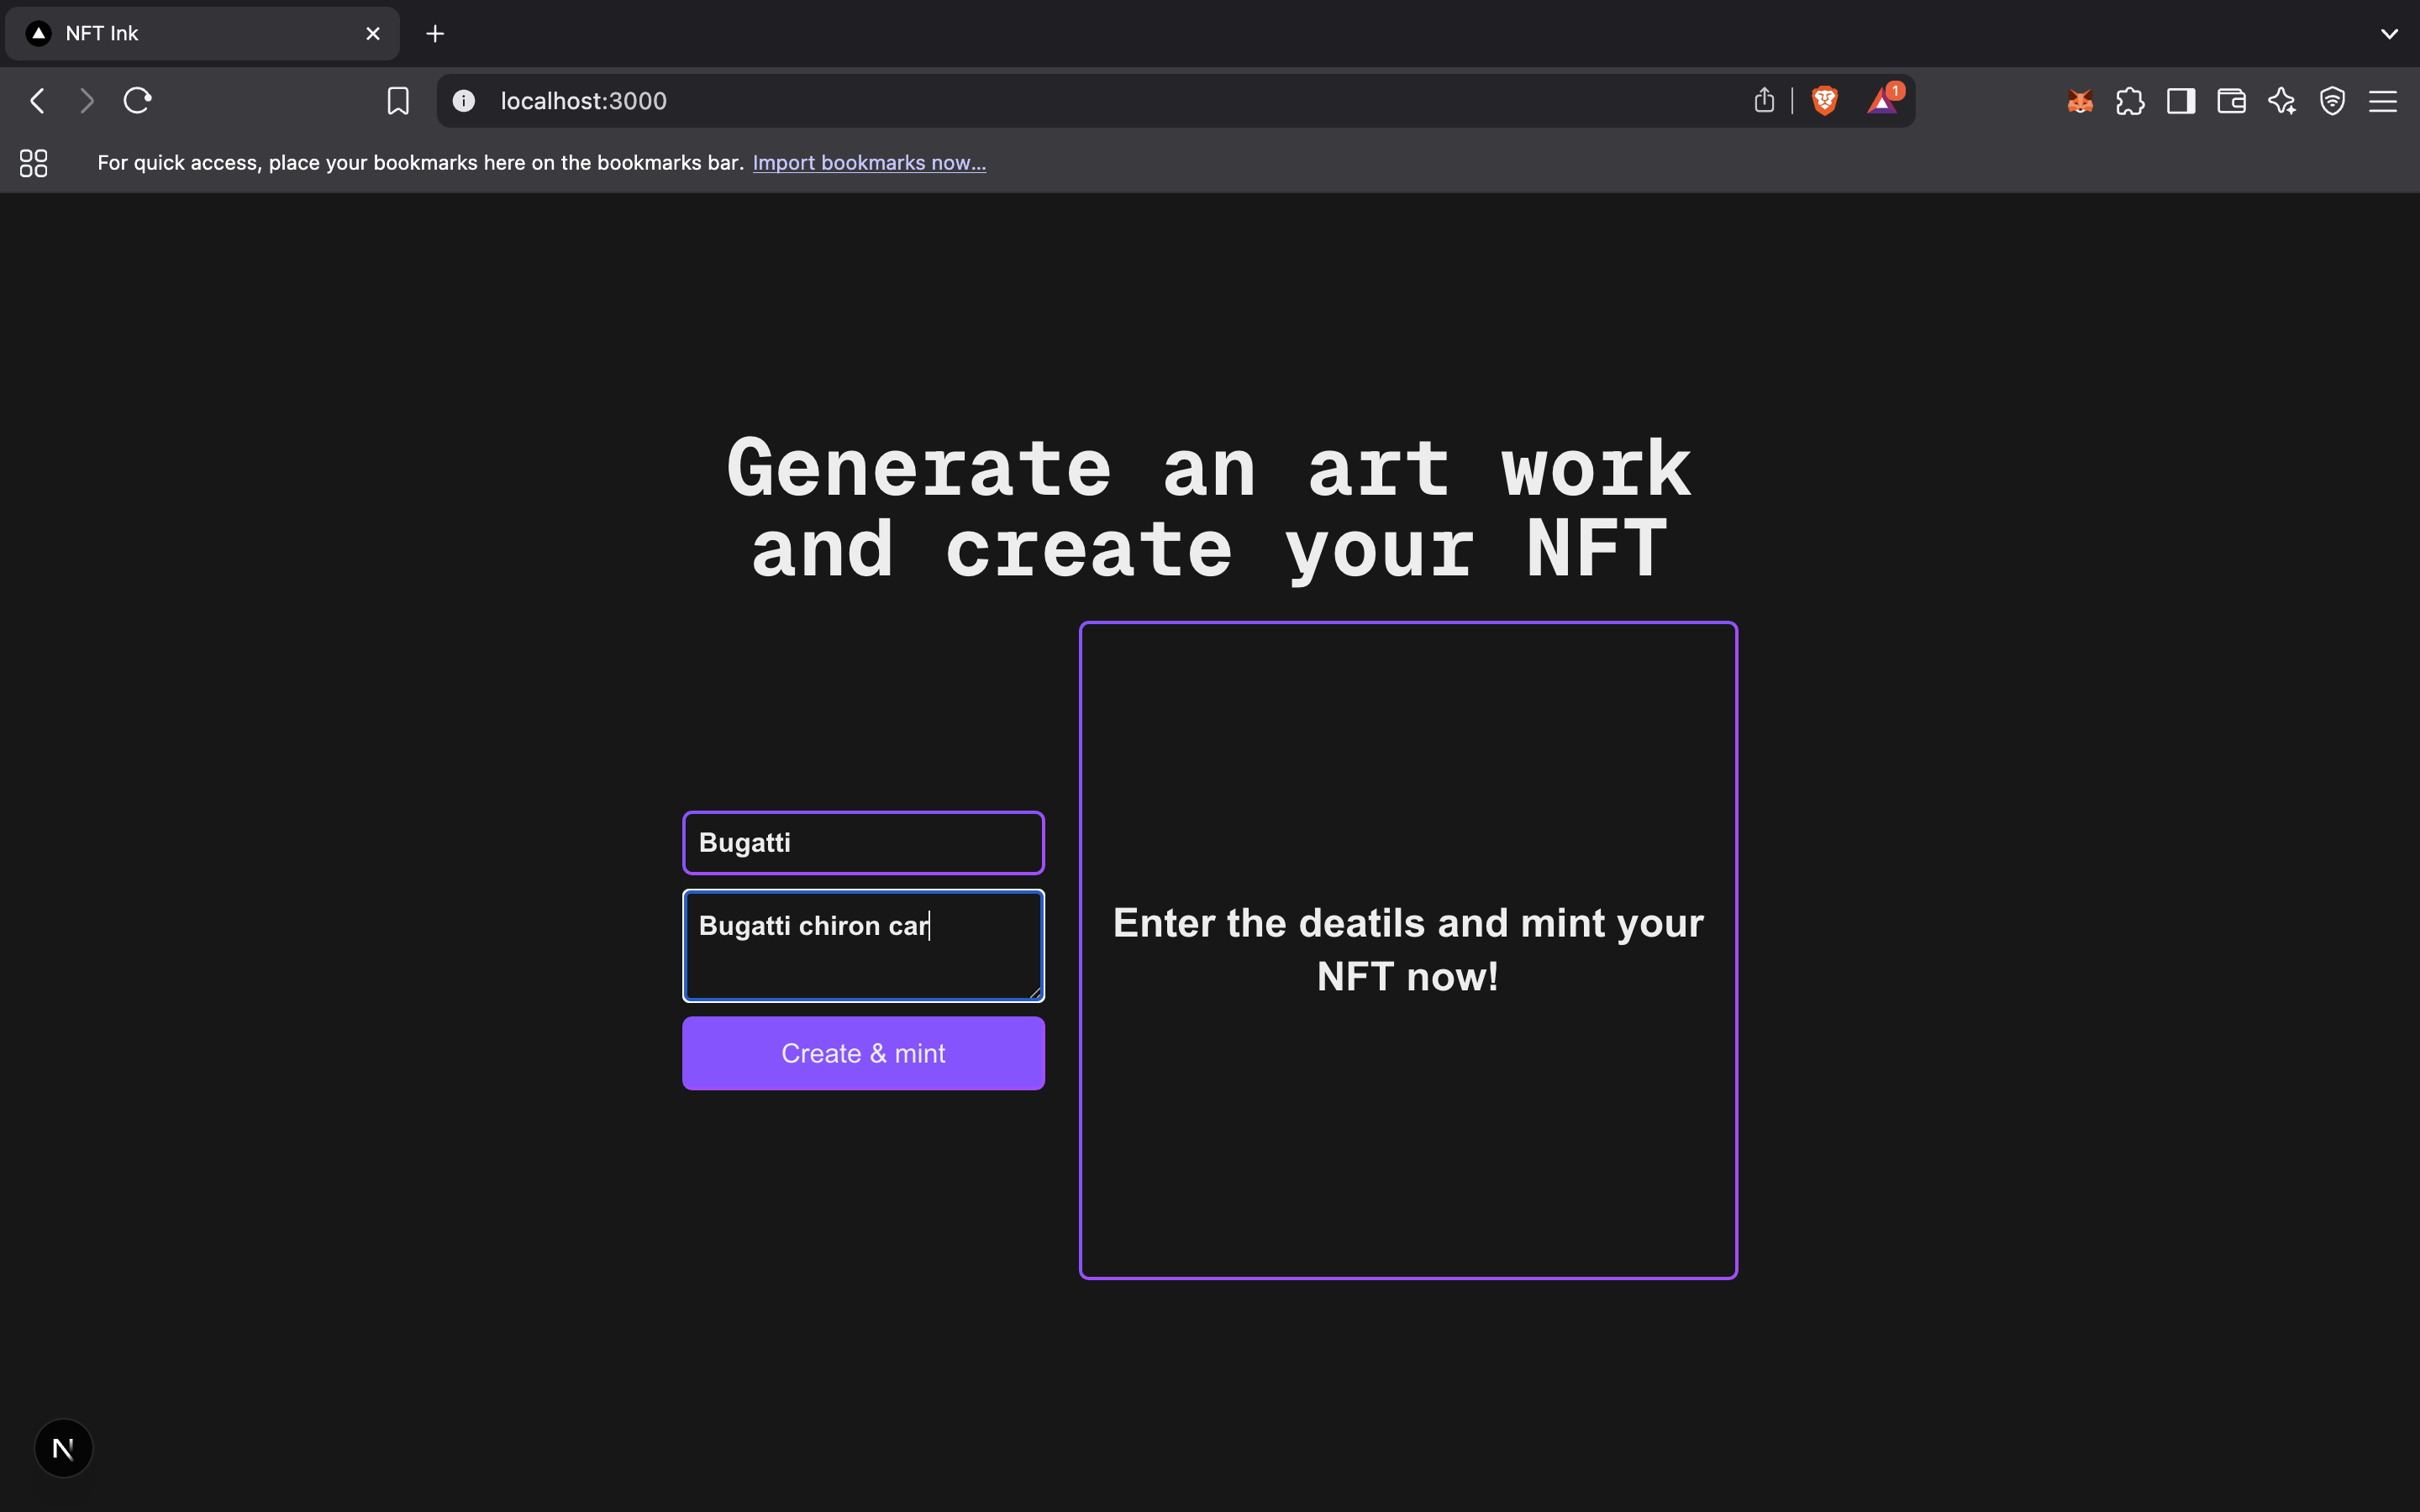 NFT Ink
localhost:3000
1
For quick access, place your bookmarks here on the bookmarks bar. Import bookmarks now...
Generate an art work
and create your NFT
Bugatti
Bugatti chiron car
Create & mint
Enter the deatils and mint your
NFT now!
N